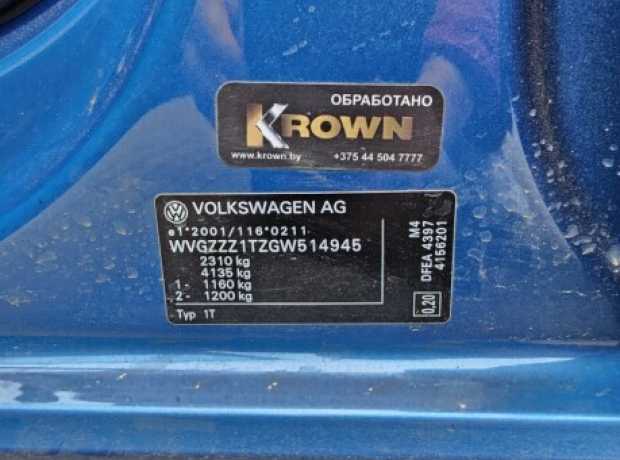 ОБРАБОТАНО
KROWN
www.krown.by +375 44 504 7777
VOLKSWAGEN AG
e1*2001/116*0211
WVGZZZ1TZGW514945
2310 kg
4135 kg
1- 1160 kg
2- 1200 kg
Typ 1T
M4
DFEA 4397
4156201
0,20